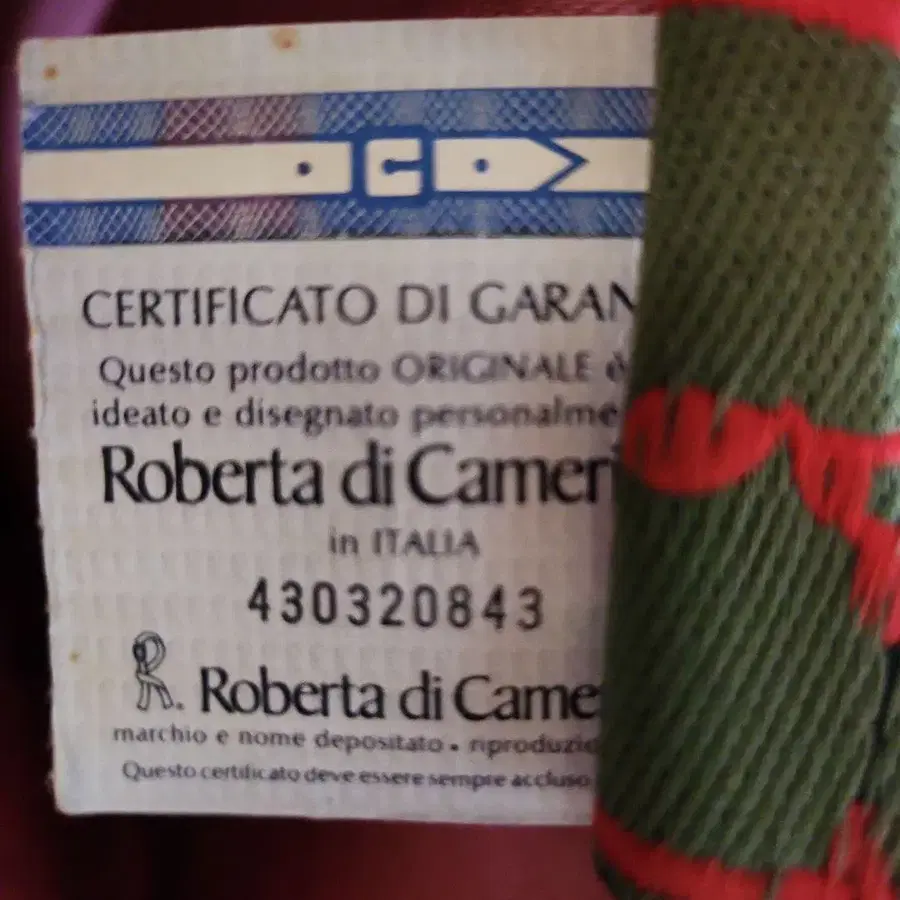 CERTIFICATO DI GARAN
Questo prodotto ORIGINALE è
ideato e disegnato personalme
Roberta di Cameri
in ITALIA
430320843
R. Roberta di Came
marchio e nome depositato • riproduzio
Questo certificato deve essere sempre accluso